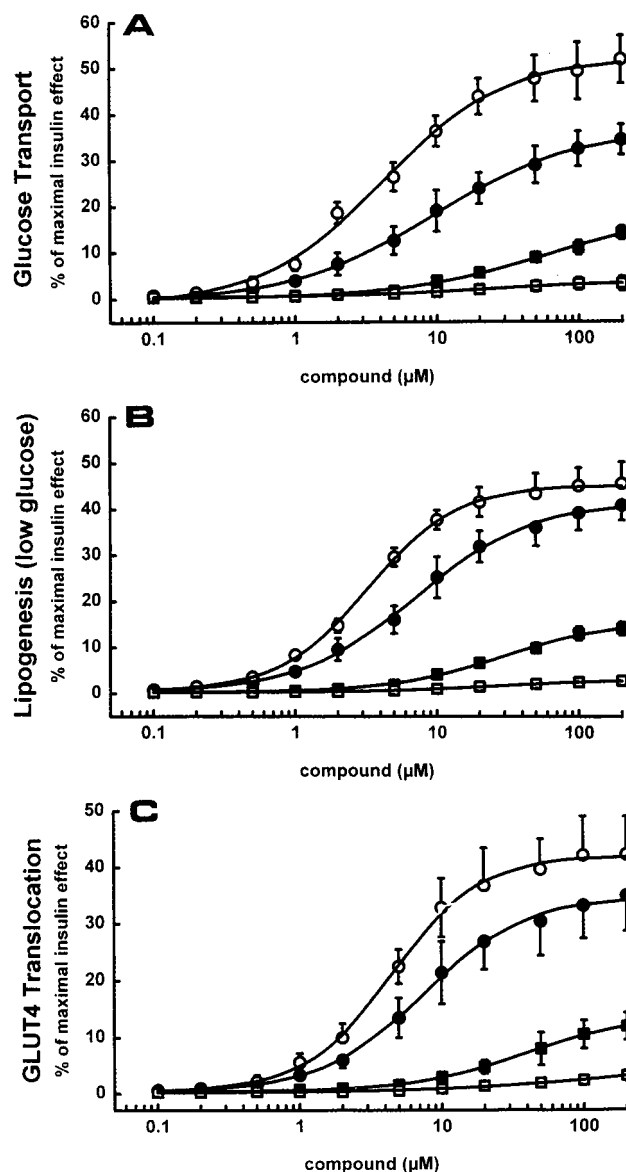 A
Glucose Transport
% of maximal insulin effect
60
50
40
30
20
10
0
0.1 1 10 100
compound (µM)
B
Lipogenesis (low glucose)
% of maximal insulin effect
60
50
40
30
20
10
0
0.1 1 10 100
compound (µM)
C
GLUT4 Translocation
% of maximal insulin effect
50
40
30
20
10
0
0.1 1 10 100
compound (µM)